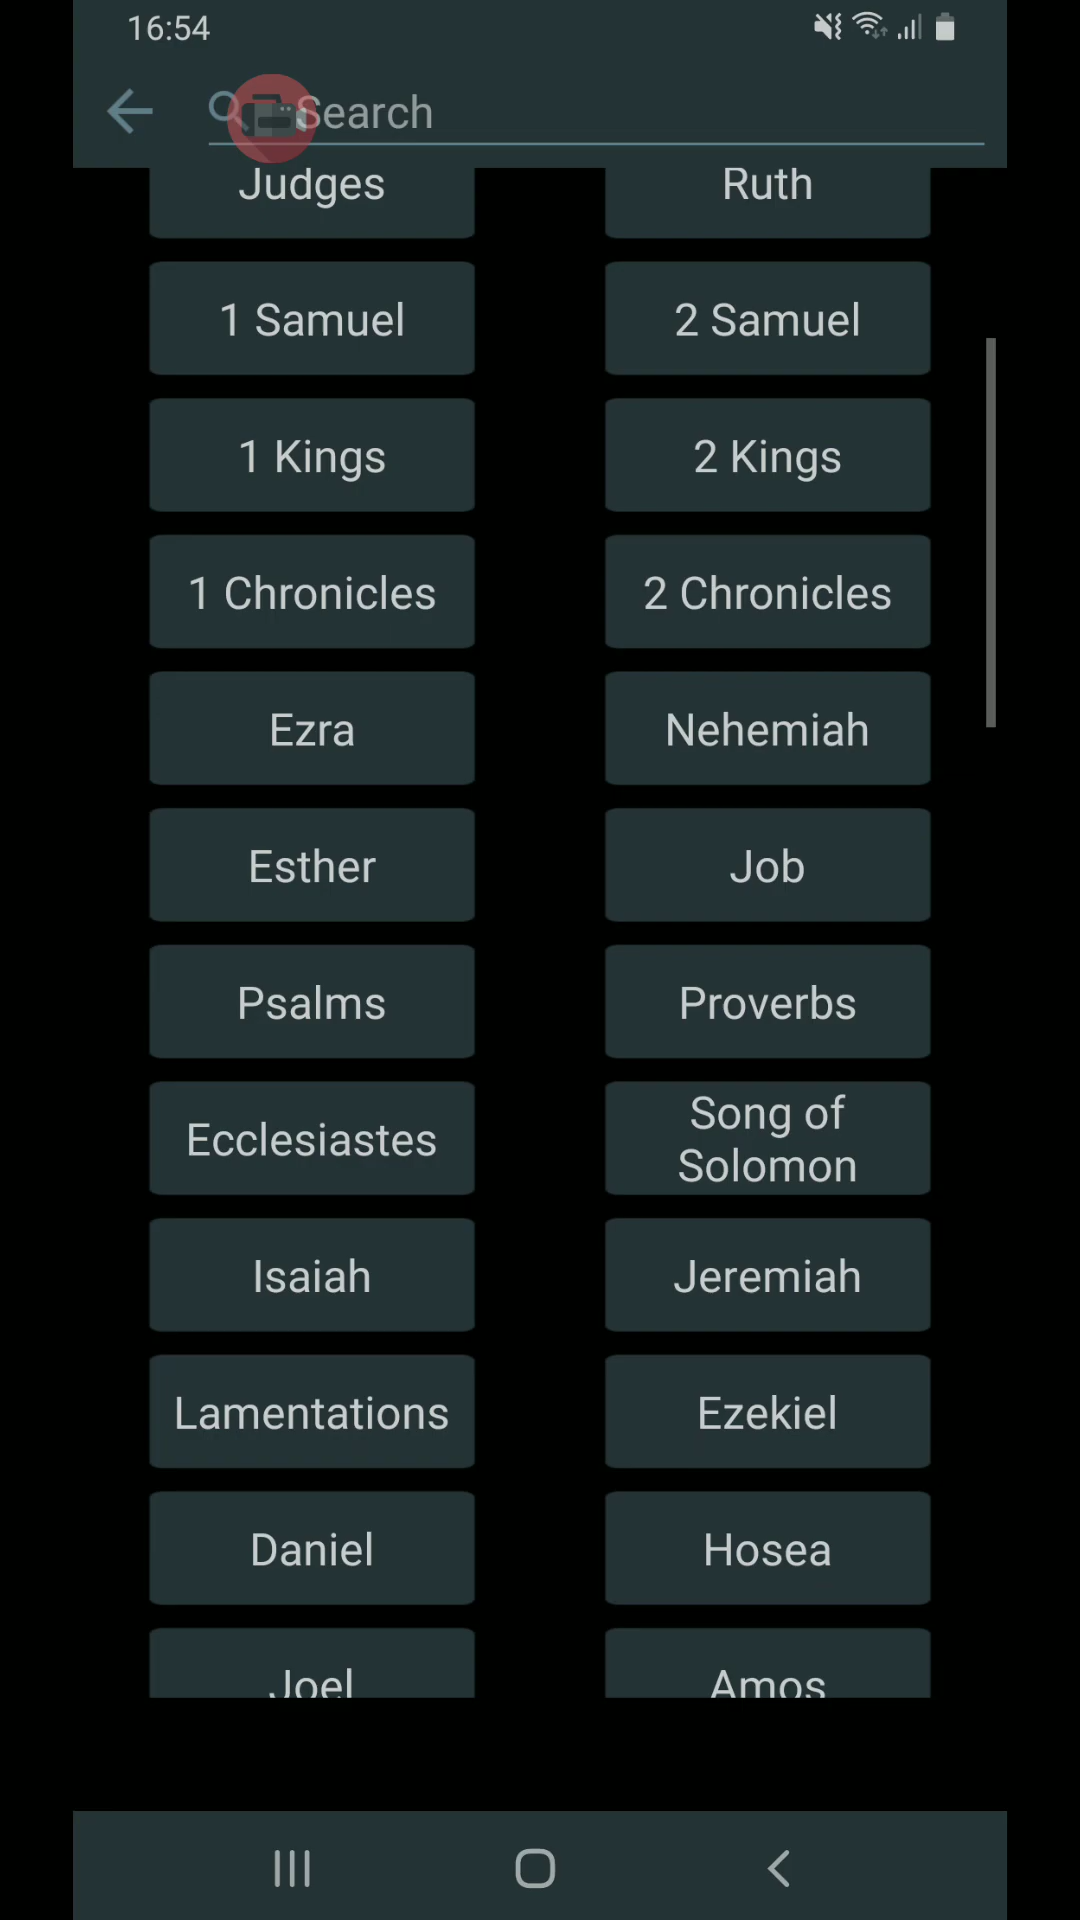 16:54
Search
Judges
Ruth
1 Samuel
2 Samuel
1 Kings
2 Kings
1 Chronicles
2 Chronicles
Ezra
Nehemiah
Esther
Job
Psalms
Proverbs
Ecclesiastes
Song of
Solomon
Isaiah
Jeremiah
Lamentations
Ezekiel
Daniel
Hosea
Joel
Amos